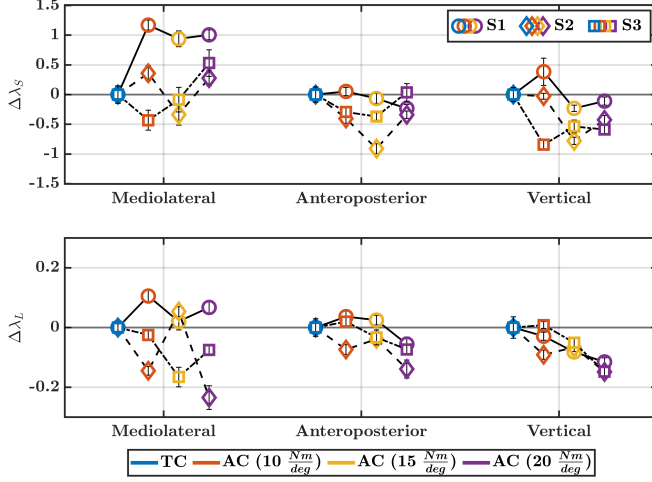 1.5
S1 S2 S3
1
0.5
0
-0.5
-1
-1.5
Δλ_S
Mediolateral Anteroposterior Vertical
0.2
0
-0.2
Δλ_L
Mediolateral Anteroposterior Vertical
TC AC (10 Nm/deg) AC (15 Nm/deg) AC (20 Nm/deg)